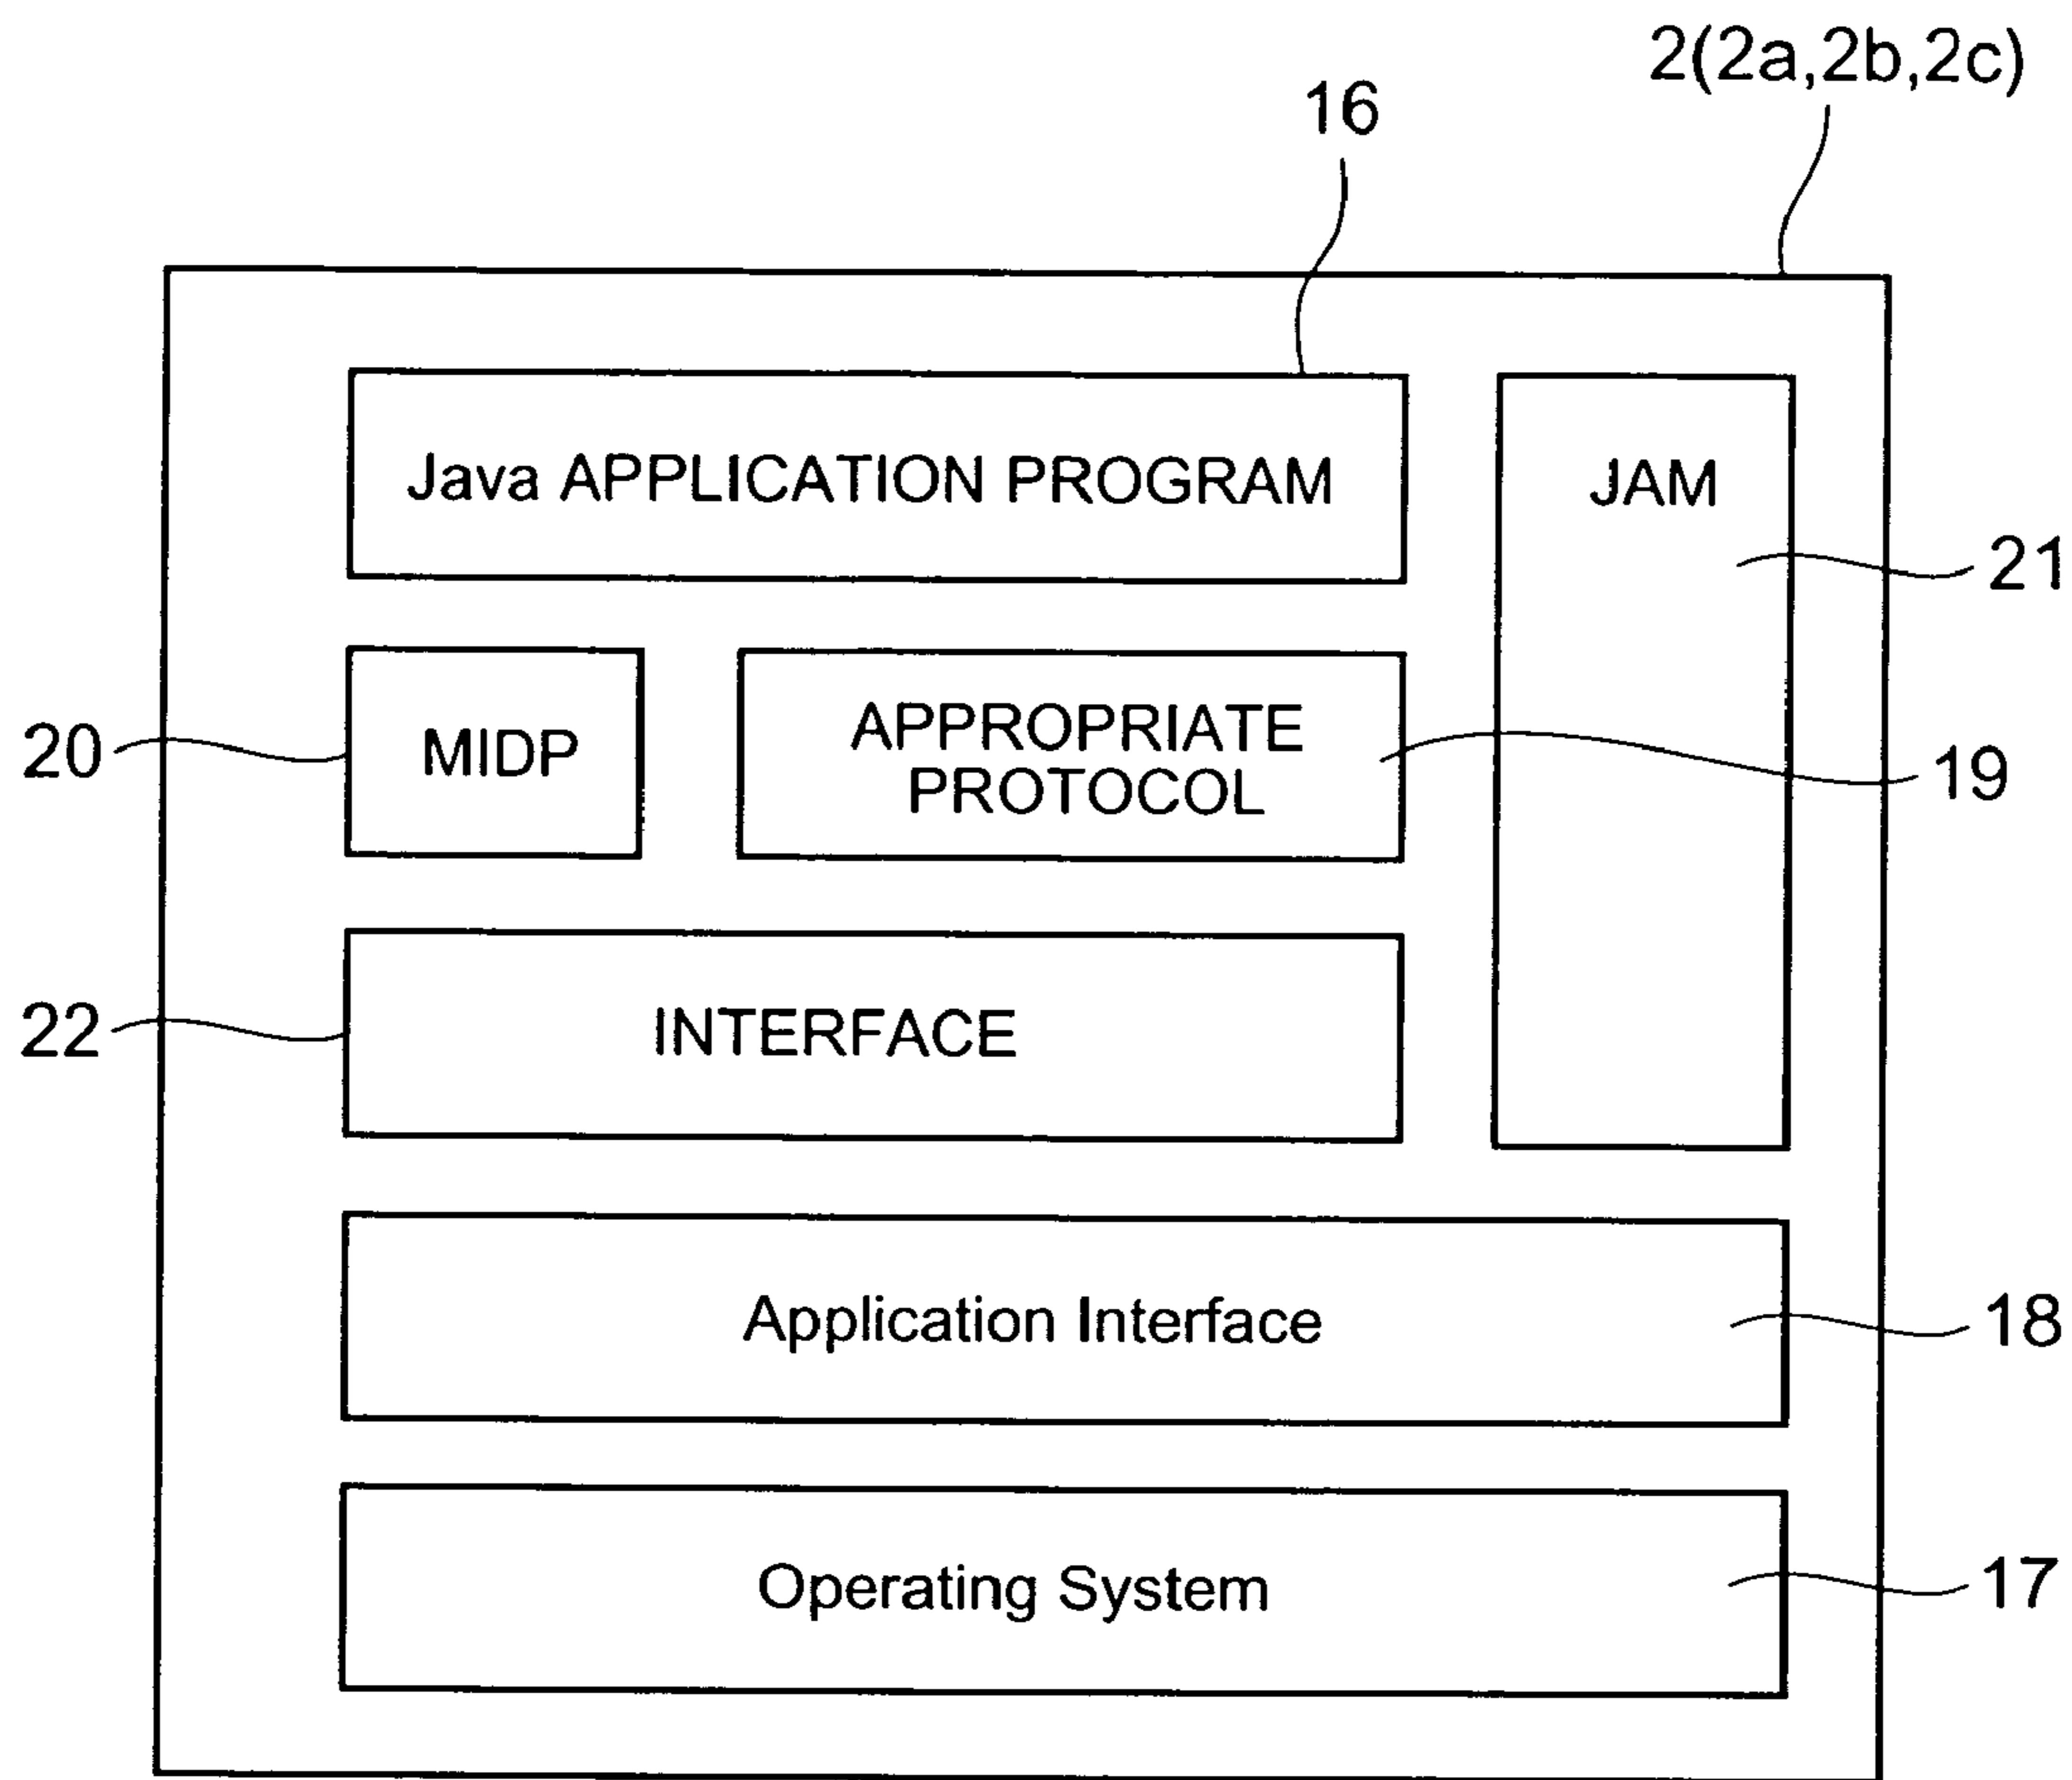 2(2a,2b,2c)
16
Java APPLICATION PROGRAM
JAM
21
20
MIDP
APPROPRIATE
PROTOCOL
19
22
INTERFACE
Application Interface
18
Operating System
17